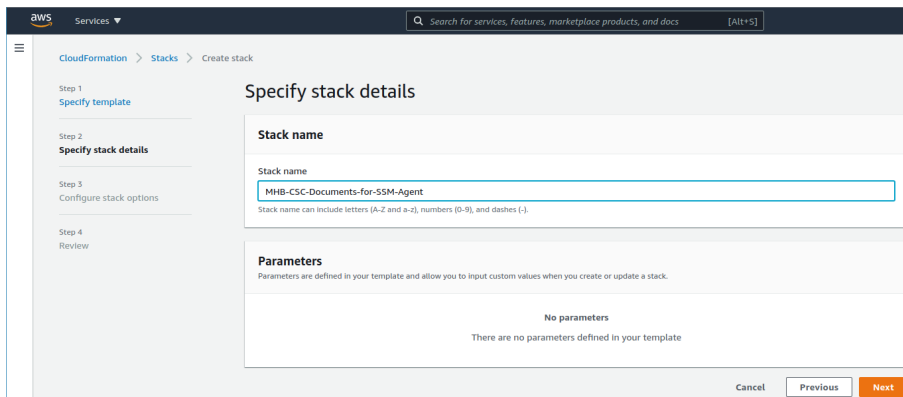 aws
Services ▼
Search for services, features, marketplace products, and docs
[Alt+S]
CloudFormation > Stacks > Create stack
Step 1
Specify template
Step 2
Specify stack details
Step 3
Configure stack options
Step 4
Review
Specify stack details
Stack name
Stack name
MHB-CSC-Documents-for-SSM-Agent
Stack name can include letters (A-Z and a-z), numbers (0-9), and dashes (-).
Parameters
Parameters are defined in your template and allow you to input custom values when you create or update a stack.
No parameters
There are no parameters defined in your template
Cancel
Previous
Next